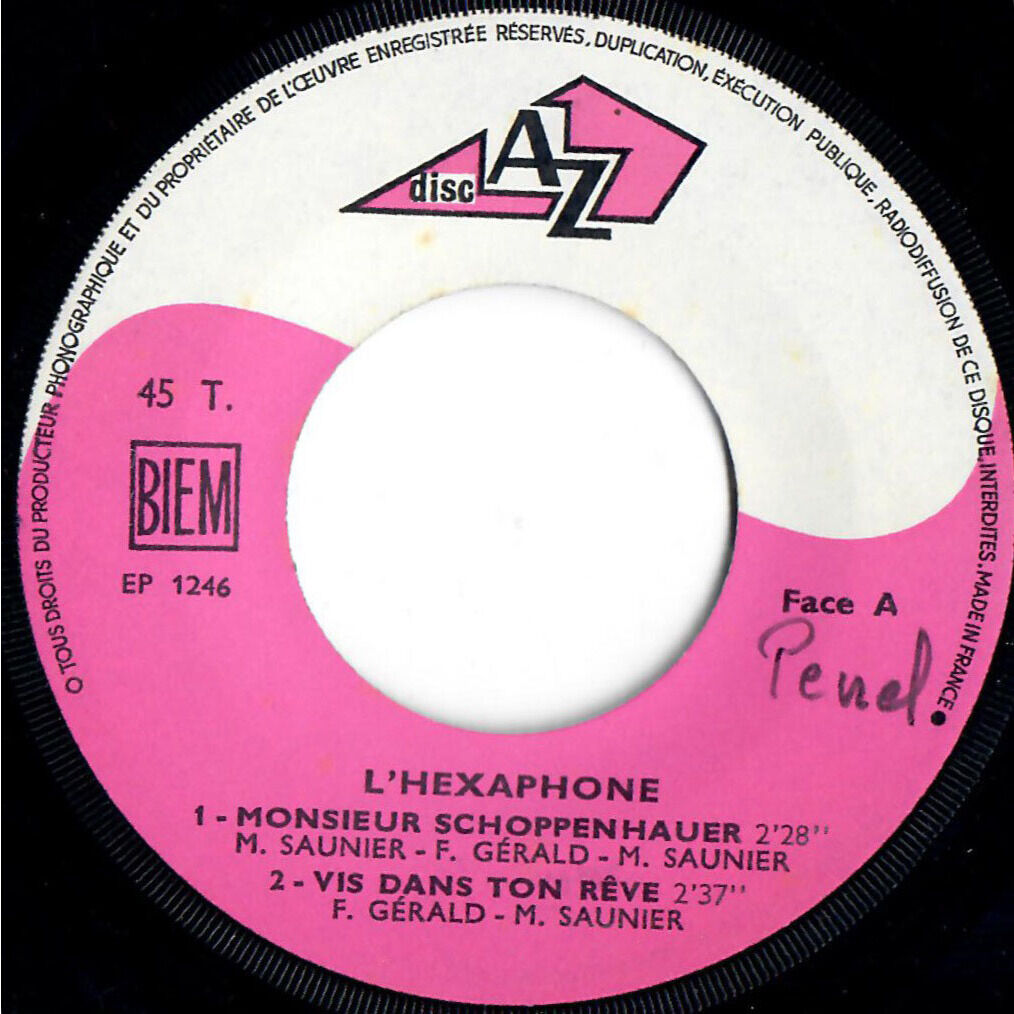 O TOUS DROITS DU PRODUCTEUR PHONOGRAPHIQUE ET DU PROPRIÉTAIRE DE L'ŒUVRE ENREGISTRÉE RÉSERVÉS, DUPLICATION, ÉXÉCUTION PUBLIQUE, RADIODIFFUSION DE CE DISQUE, INTERDITES. MADE IN FRANCE.
disc AZ
45 T.
BIEM
EP 1246
Face A
Penel
L'HEXAPHONE
1 - MONSIEUR SCHOPPENHAUER 2'28"
M. SAUNIER - F. GÉRALD - M. SAUNIER
2 - VIS DANS TON RÊVE 2'37"
F. GÉRALD - M. SAUNIER